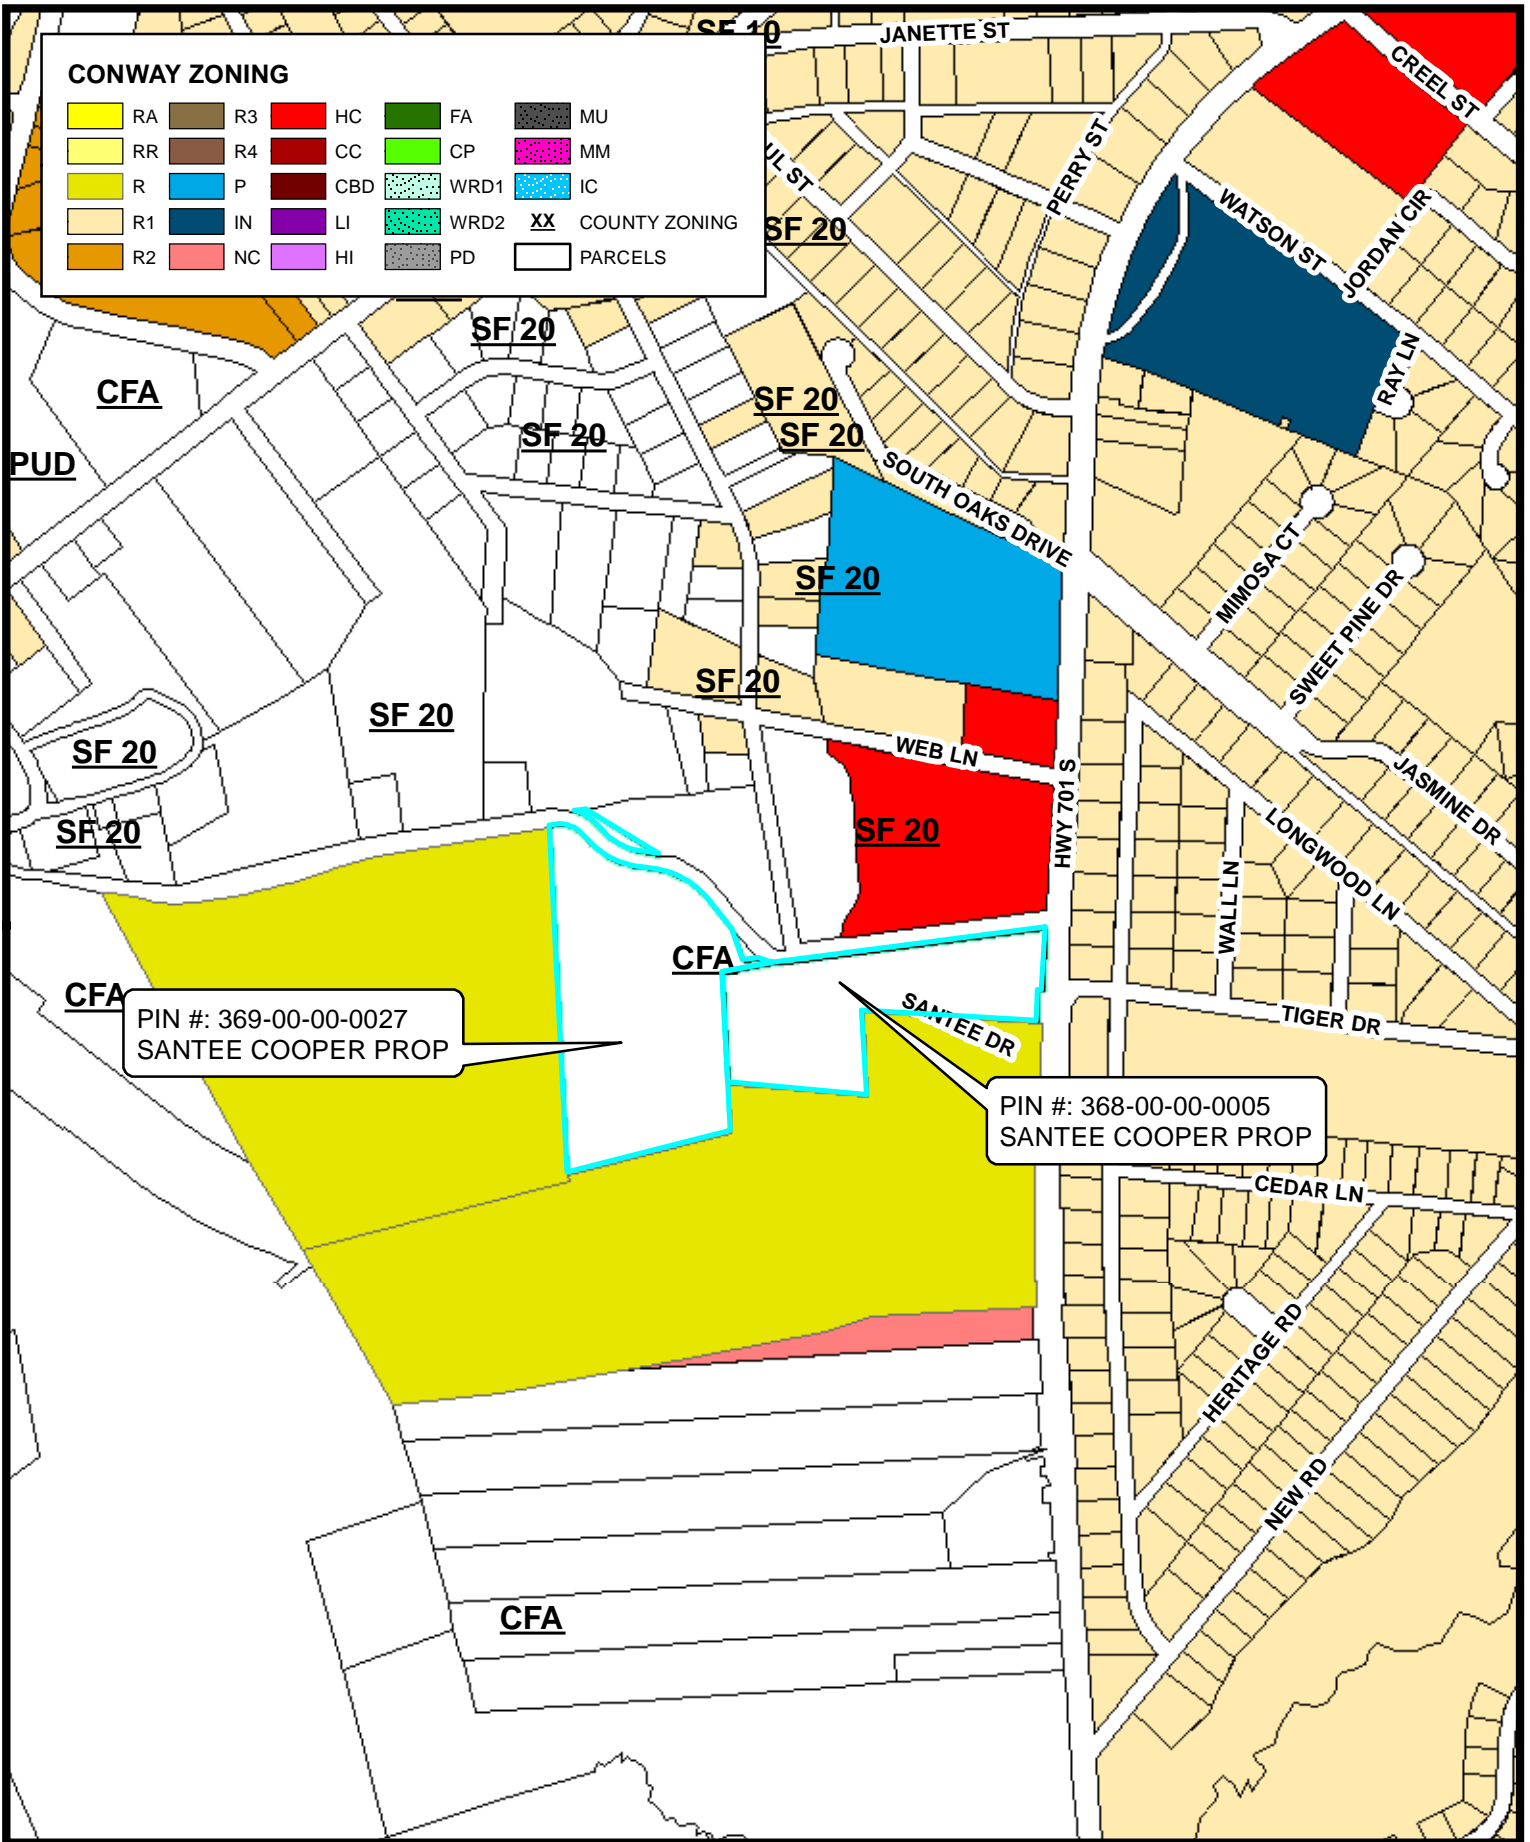 SF 10
JANETTE ST
CREEL ST
CONWAY ZONING
RA
R3
HC
FA
MU
RR
R4
CC
CP
MM
R
P
CBD
WRD1
IC
R1
IN
LI
WRD2
XX
COUNTY ZONING
R2
NC
HI
PD
PARCELS
UL ST
PERRY ST
WATSON ST
JORDAN CIR
RAY LN
SF 20
SF 20
CFA
SF 20
SF 20
SF 20
PUD
SOUTH OAKS DRIVE
MIMOSA CT
SWEET PINE DR
SF 20
SF 20
SF 20
SF 20
WEB LN
HWY 701 S
JASMINE DR
SF 20
SF 20
LONGWOOD LN
WALL LN
CFA
CFA
PIN #: 369-00-00-0027
SANTEE COOPER PROP
SANTEE DR
TIGER DR
PIN #: 368-00-00-0005
SANTEE COOPER PROP
CEDAR LN
HERITAGE RD
NEW RD
CFA